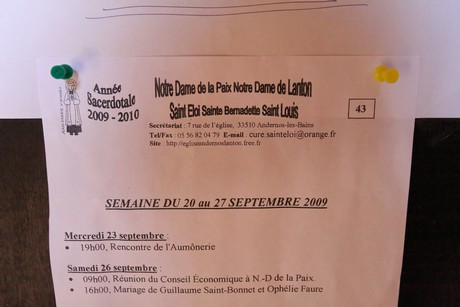 Année
Sacerdotale
2009 - 2010
Notre Dame de la Paix Notre Dame de Lanton
Saint Eloi Sainte Bernadette Saint Louis
43
Secrétariat : 7 rue de l'église, 33510 Andernos-les-Bains
Tel/Fax : 05 56 82 04 79 E-mail : cure.sainteloi@orange.fr
Site : http://egliseandernoslanton.free.fr
SEMAINE DU 20 au 27 SEPTEMBRE 2009
Mercredi 23 septembre :
• 19h00, Rencontre de l'Aumônerie
Samedi 26 septembre :
• 09h00, Réunion du Conseil Économique à N.-D de la Paix.
• 16h00, Mariage de Guillaume Saint-Bonnet et Ophélie Faure